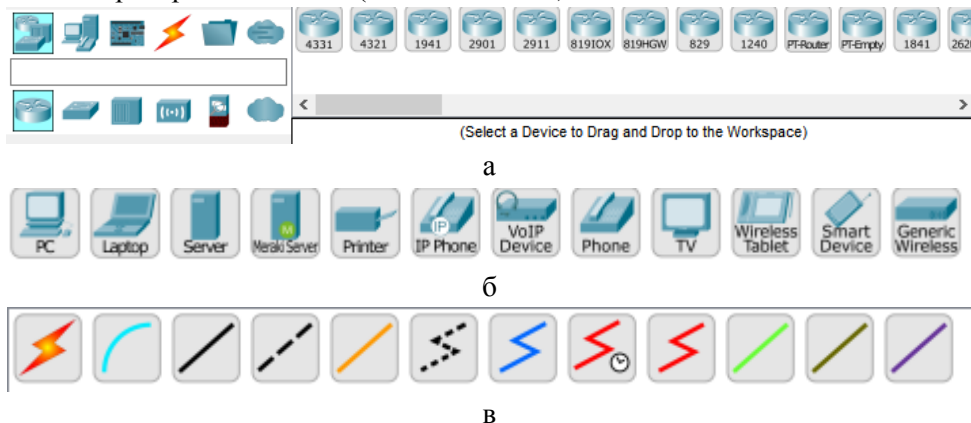 4331 4321 1941 2901 2911 819IOX 819HGW 829 1240 PT-Router PT-Empty 1841
(Select a Device to Drag and Drop to the Workspace)
а
PC Laptop Server Meraki Server Printer IP Phone VoIP Device Phone TV Wireless Tablet Smart Device Generic Wireless
б
в